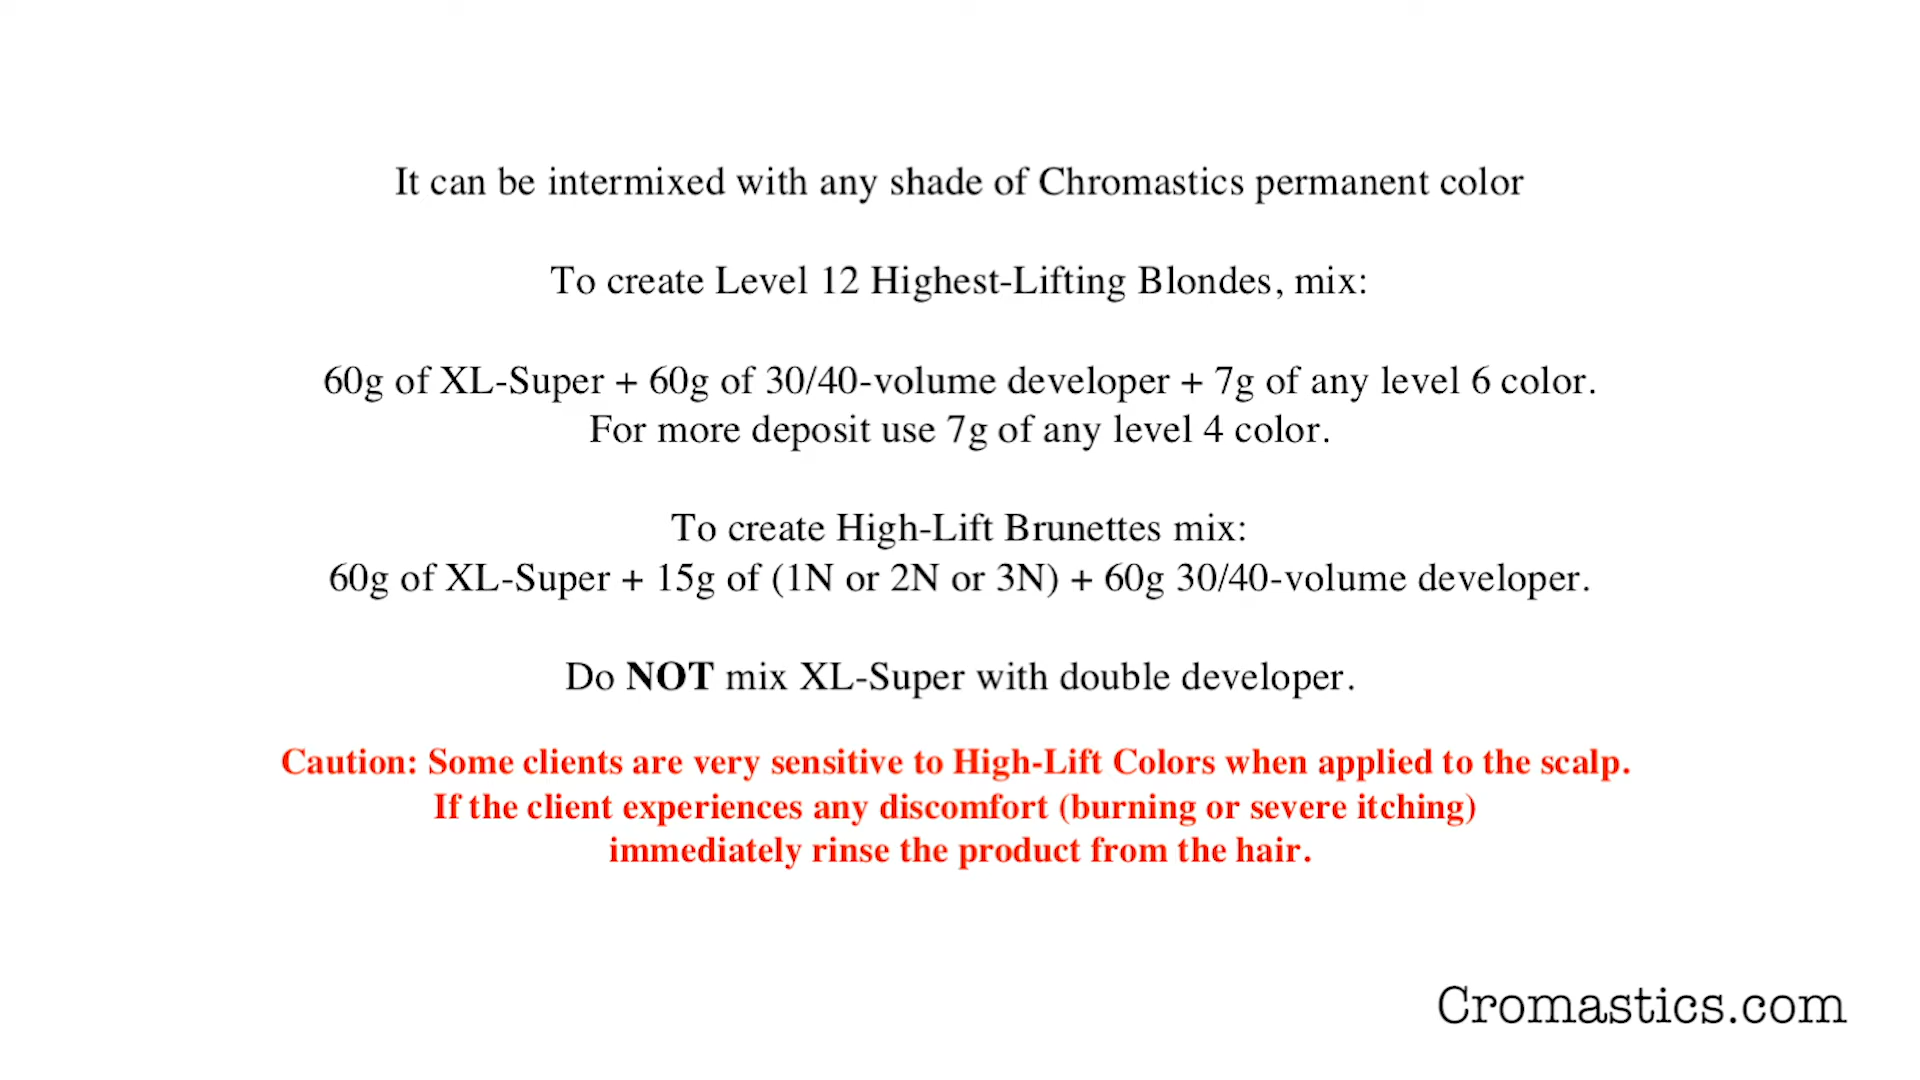 It can be intermixed with any shade of Chromastics permanent color
To create Level 12 Highest-Lifting Blondes, mix:
60g of XL-Super + 60g of 30/40-volume developer + 7g of any level 6 color.
For more deposit use 7g of any level 4 color.
To create High-Lift Brunettes mix:
60g of XL-Super + 15g of (1N or 2N or 3N) + 60g 30/40-volume developer.
Do NOT mix XL-Super with double developer.
Caution: Some clients are very sensitive to High-Lift Colors when applied to the scalp.
If the client experiences any discomfort (burning or severe itching)
immediately rinse the product from the hair.
Cromastics.com